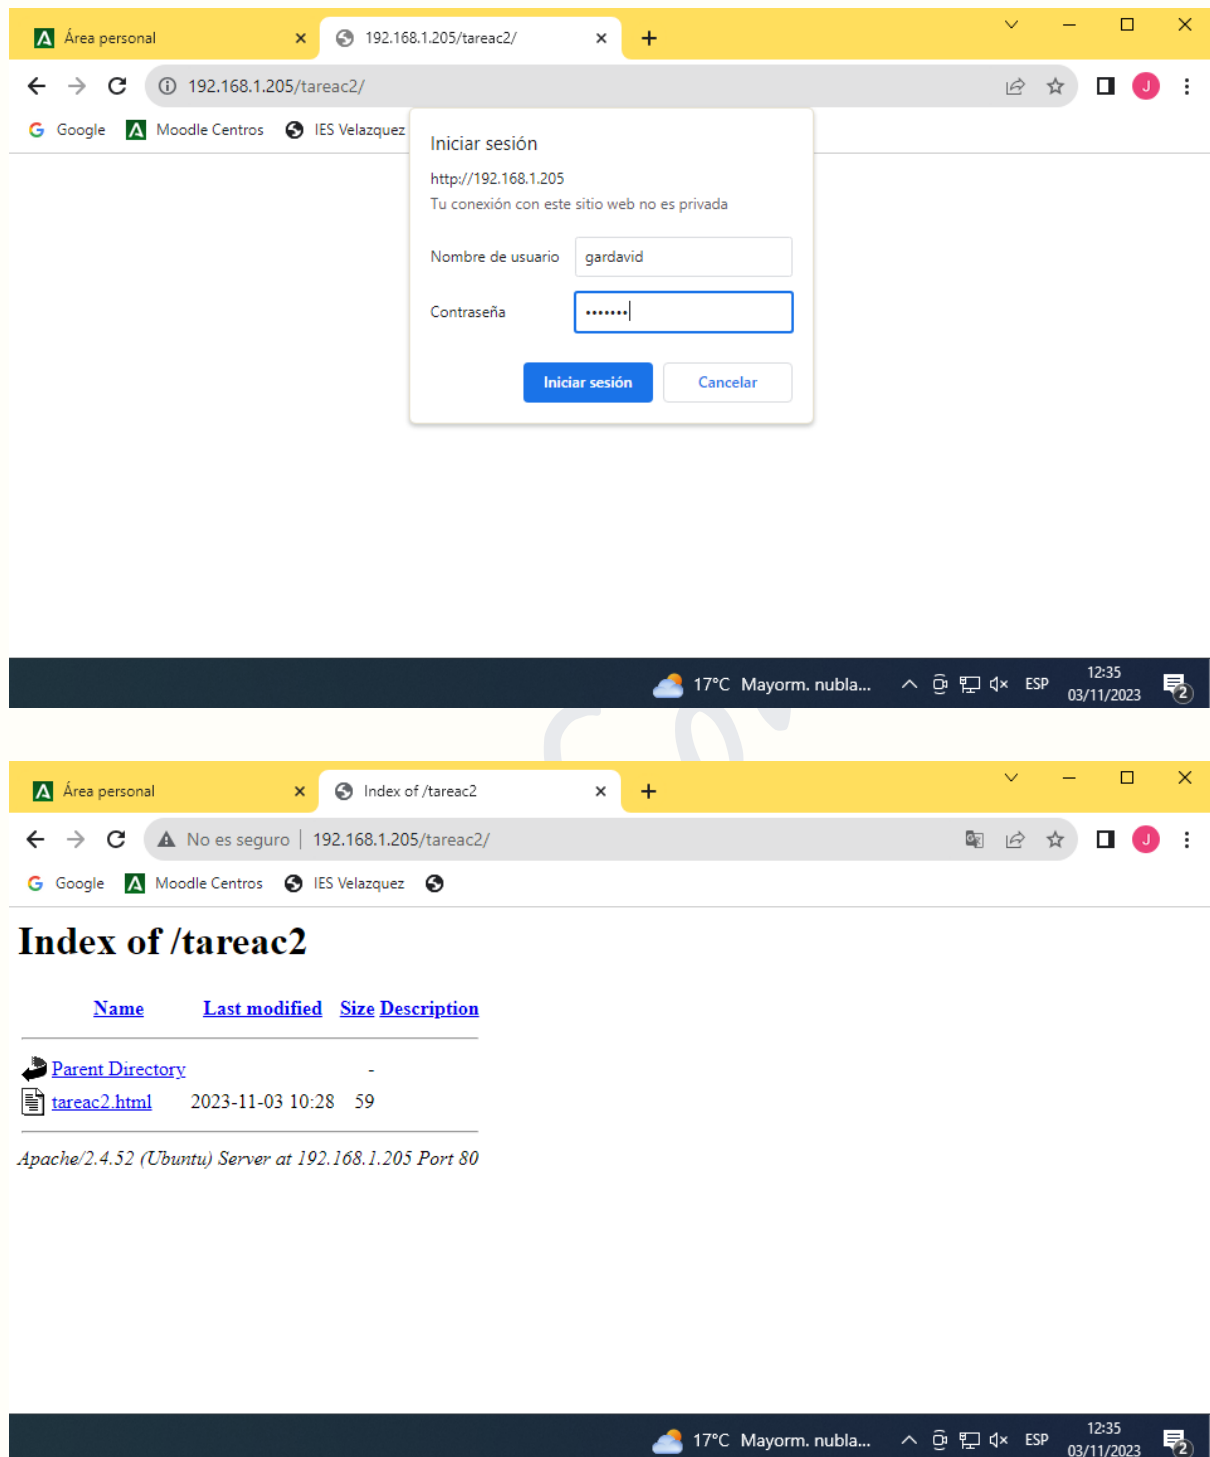 Área personal
192.168.1.205/tareac2/
192.168.1.205/tareac2/
Google
Moodle Centros
IES Velazquez
Iniciar sesión
http://192.168.1.205
Tu conexión con este sitio web no es privada
Nombre de usuario gardavid
Contraseña •••••••
Iniciar sesión Cancelar
J
17°C Mayorm. nubla... ESP 12:35
03/11/2023 2
Área personal
Index of /tareac2
No es seguro | 192.168.1.205/tareac2/
J
Google
Moodle Centros
IES Velazquez
Index of /tareac2
Name Last modified Size Description
Parent Directory -
tareac2.html 2023-11-03 10:28 59
Apache/2.4.52 (Ubuntu) Server at 192.168.1.205 Port 80
17°C Mayorm. nubla... ESP 12:35
03/11/2023 2